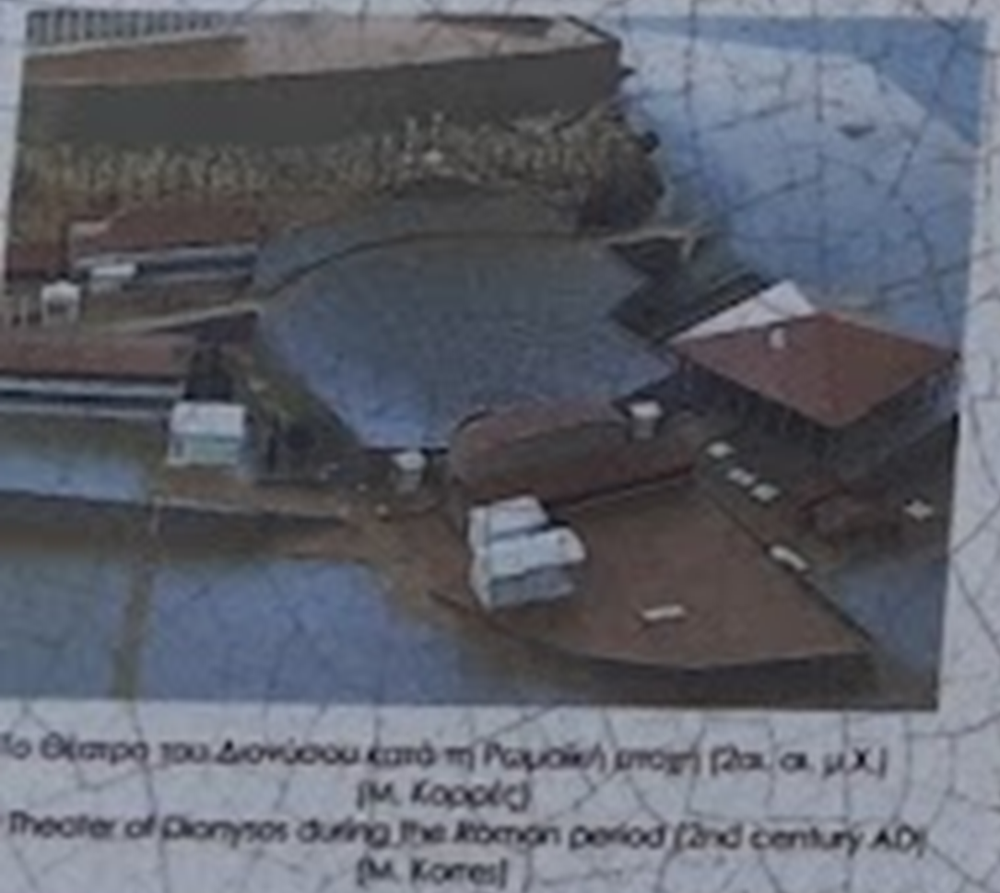 Το Θέατρο του Διονύσου κατά τη Ρωμαϊκή εποχή (2ος αι. μ.Χ.)
(Μ. Κορρές)
Theater of Dionysos during the Roman period (2nd century AD)
(M. Korres)